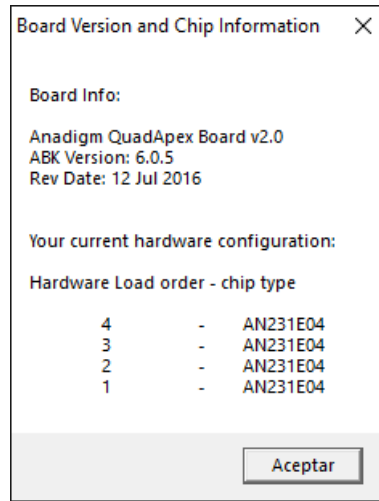 Board Version and Chip Information
Board Info:
Anadigm QuadApex Board v2.0
ABK Version: 6.0.5
Rev Date: 12 Jul 2016
Your current hardware configuration:
Hardware Load order - chip type
4 - AN231E04
3 - AN231E04
2 - AN231E04
1 - AN231E04
Aceptar